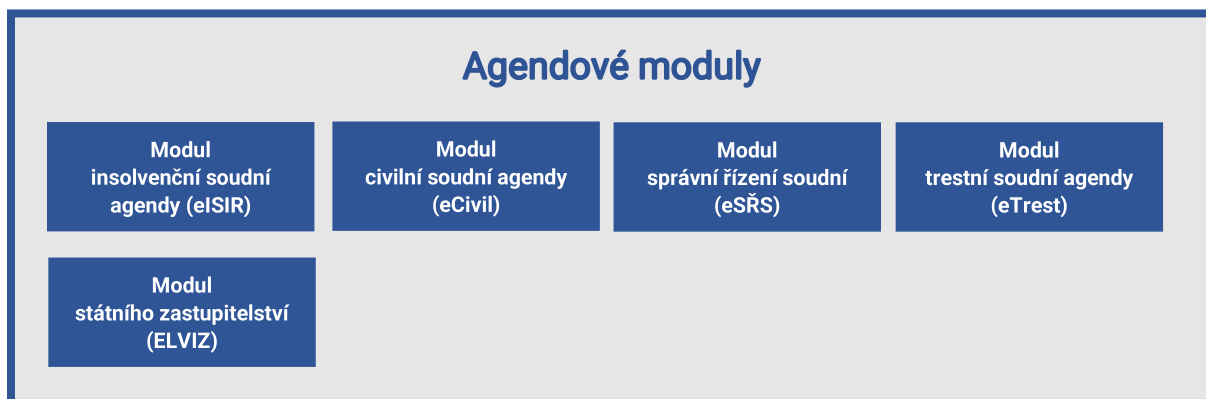 Agendové moduly
Modul
insolvenční soudní
agendy (eISIR)
Modul
civilní soudní agendy
(eCivil)
Modul
správní řízení soudní
(eSŘS)
Modul
trestní soudní agendy
(eTrest)
Modul
státního zastupitelství
(ELVIZ)